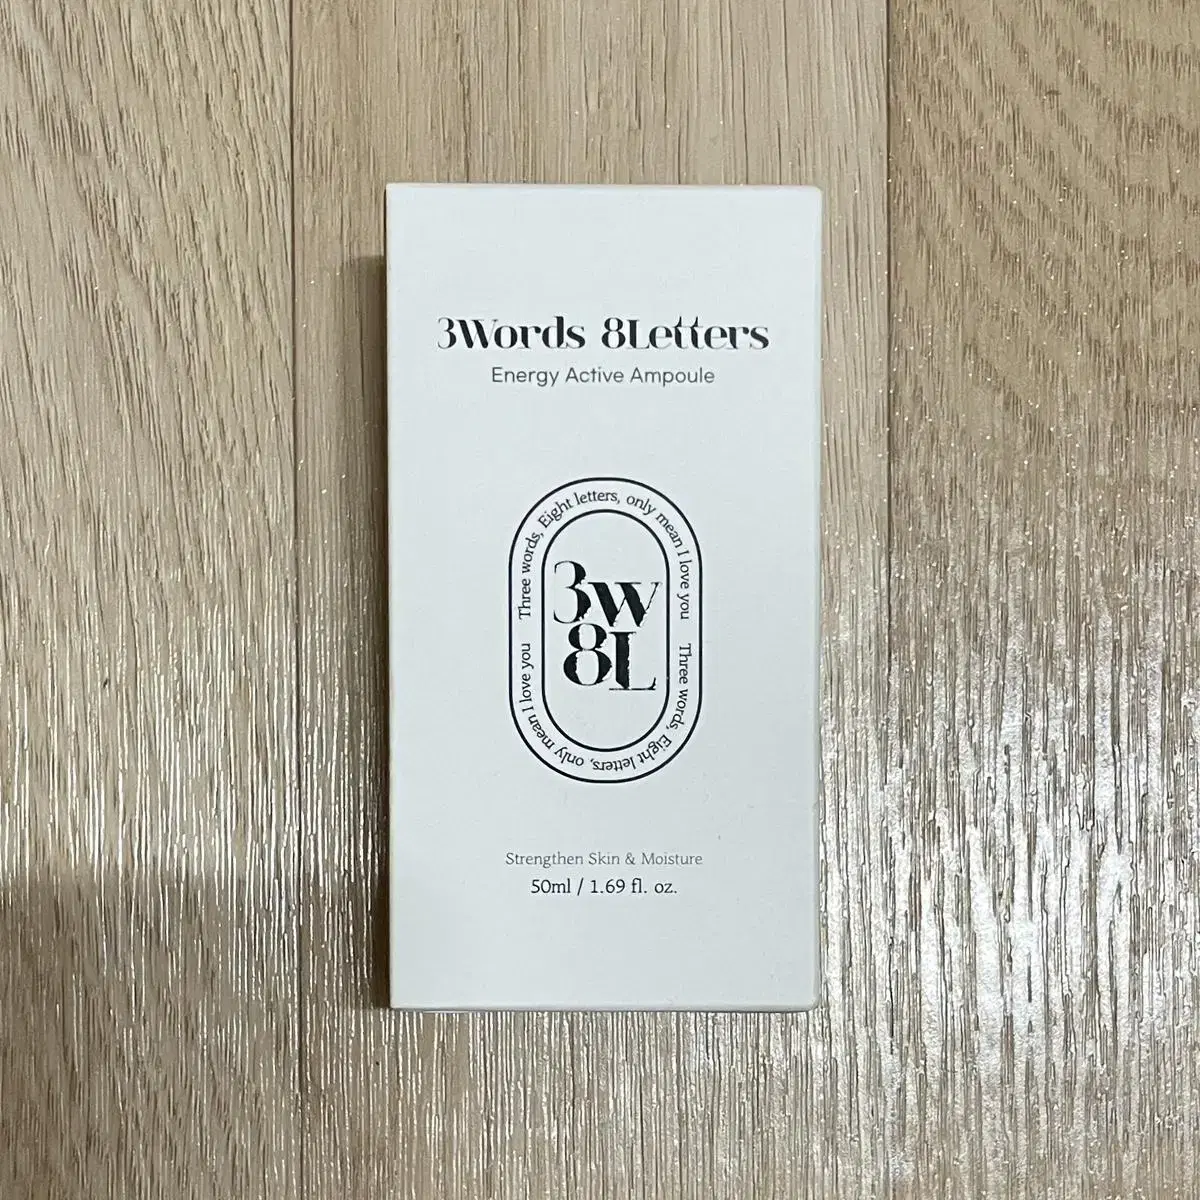 3Words 8Letters
Energy Active Ampoule
Three words, Eight letters, only mean I love you
Three words, Eight letters, only mean I love you
3W
8L
Strengthen Skin & Moisture
50ml / 1.69 fl. oz.